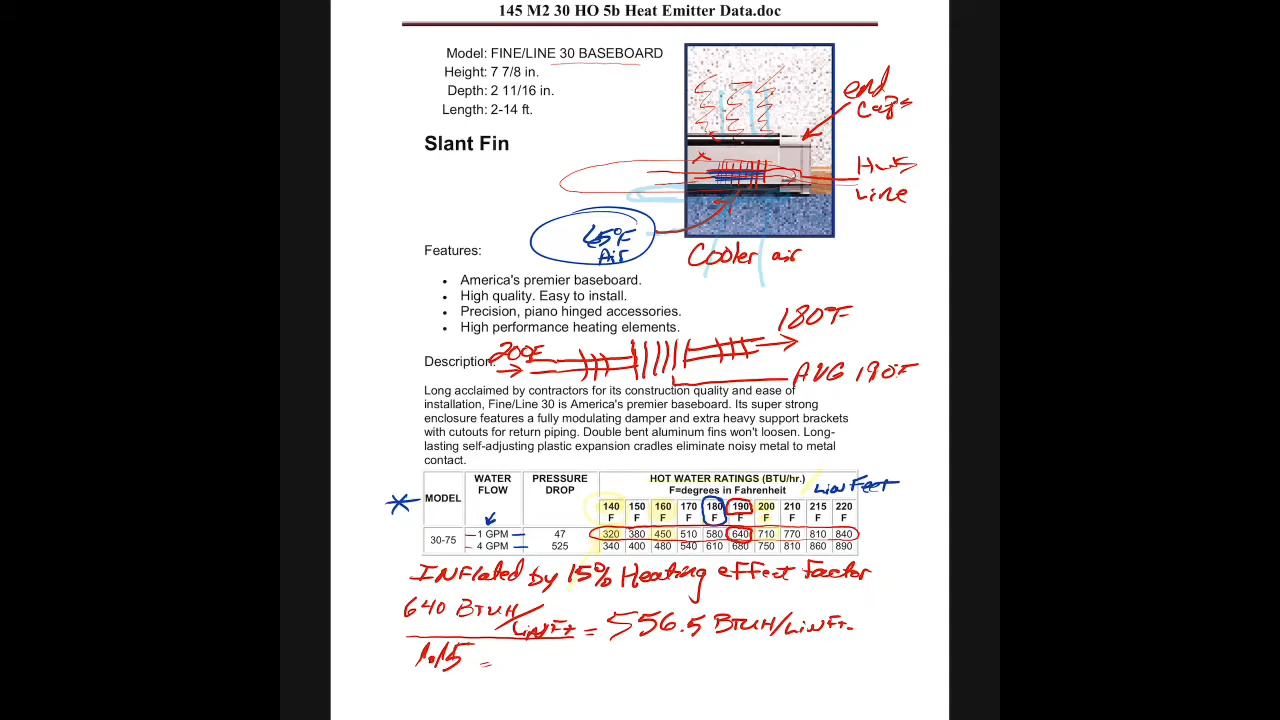 145 M2 30 HO 5b Heat Emitter Data.doc
Model: FINE/LINE 30 BASEBOARD
Height: 7 7/8 in.
Depth: 2 11/16 in.
Length: 2-14 ft.
Slant Fin
end
caps
HWS
Line
65°F
Air
Cooler air
Features:
• America's premier baseboard.
• High quality. Easy to install.
• Precision, piano hinged accessories.
• High performance heating elements.
180°F
Description:
200F
AVG 190F
Long acclaimed by contractors for its construction quality and ease of
installation, Fine/Line 30 is America's premier baseboard. Its super strong
enclosure features a fully modulating damper and extra heavy support brackets
with cutouts for return piping. Double bent aluminum fins won't loosen. Long-
lasting self-adjusting plastic expansion cradles eliminate noisy metal to metal
contact.
MODEL WATER FLOW PRESSURE DROP HOT WATER RATINGS (BTU/hr.) / Lin Feet
F=degrees in Fahrenheit
140 F 150 F 160 F 170 F 180 F 190 F 200 F 210 F 215 F 220 F
30-75 1 GPM 47 320 380 450 510 580 640 710 770 810 840
4 GPM 525 340 400 480 540 610 680 750 810 860 890
INFlated by 15% Heating effect factor
640 BTUH/LINFt = 556.5 BTUH/LINFt.
1.15 =